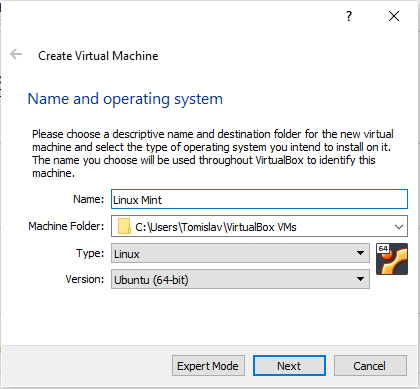 ?
Create Virtual Machine
Name and operating system
Please choose a descriptive name and destination folder for the new virtual
machine and select the type of operating system you intend to install on it.
The name you choose will be used throughout VirtualBox to identify this
machine.
Name: Linux Mint
Machine Folder: C:\Users\Tomislav\VirtualBox VMs
Type: Linux
64
Version: Ubuntu (64-bit)
Expert Mode Next Cancel